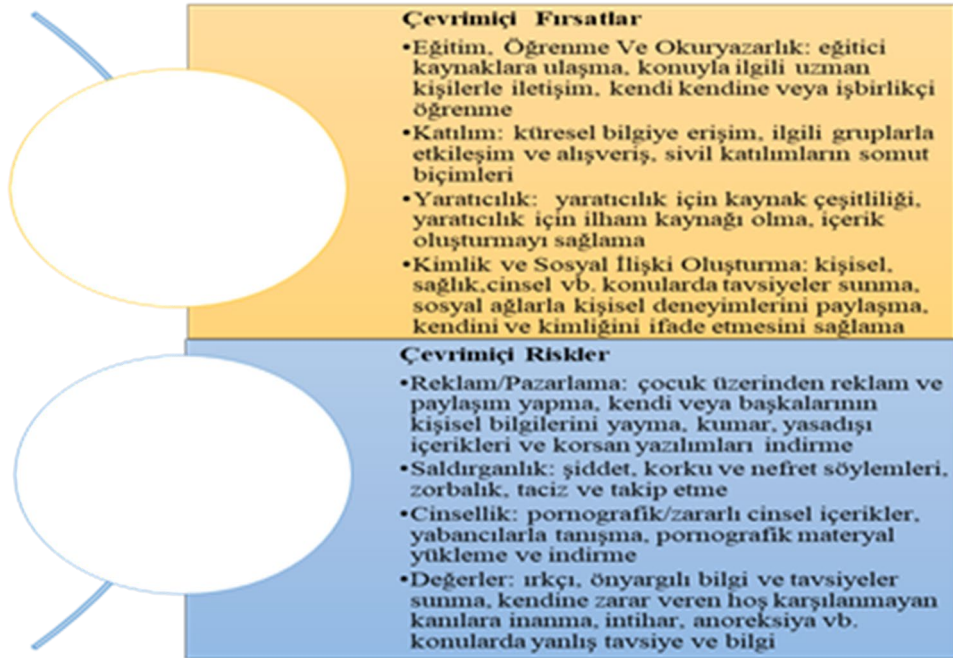 Çevrimiçi Fırsatlar
•Eğitim, Öğrenme Ve Okuryazarlık: eğitici
kaynaklara ulaşma, konuyla ilgili uzman
kişilerle iletişim, kendi kendine veya işbirlikçi
öğrenme
•Katılım: küresel bilgiye erişim, ilgili gruplarla
etkileşim ve alışveriş, sivil katılımların somut
biçimleri
•Yaratıcılık: yaratıcılık için kaynak çeşitliliği,
yaratıcılık için ilham kaynağı olma, içerik
oluşturmayı sağlama
•Kimlik ve Sosyal İlişki Oluşturma: kişisel,
sağlık,cinsel vb. konularda tavsiyeler sunma,
sosyal ağlarla kişisel deneyimlerini paylaşma,
kendini ve kimliğini ifade etmesini sağlama
Çevrimiçi Riskler
•Reklam/Pazarlama: çocuk üzerinden reklam ve
paylaşım yapma, kendi veya başkalarının
kişisel bilgilerini yayma, kumar, yasadışı
içerikleri ve korsan yazılımları indirme
•Saldırganlık: şiddet, korku ve nefret söylemleri,
zorbalık, taciz ve takip etme
•Cinsellik: pornografik/zararlı cinsel içerikler,
yabancılarla tanışma, pornografik materyal
yükleme ve indirme
•Değerler: ırkçı, önyargılı bilgi ve tavsiyeler
sunma, kendine zarar veren hoş karşılanmayan
kanılara inanma, intihar, anoreksiya vb.
konularda yanlış tavsiye ve bilgi